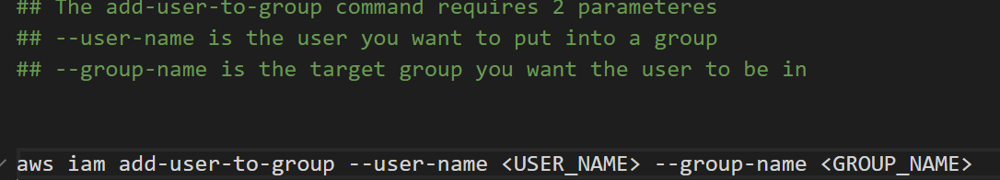 ## The add-user-to-group command requires 2 parameteres
## --user-name is the user you want to put into a group
## --group-name is the target group you want the user to be in
aws iam add-user-to-group --user-name <USER_NAME> --group-name <GROUP_NAME>